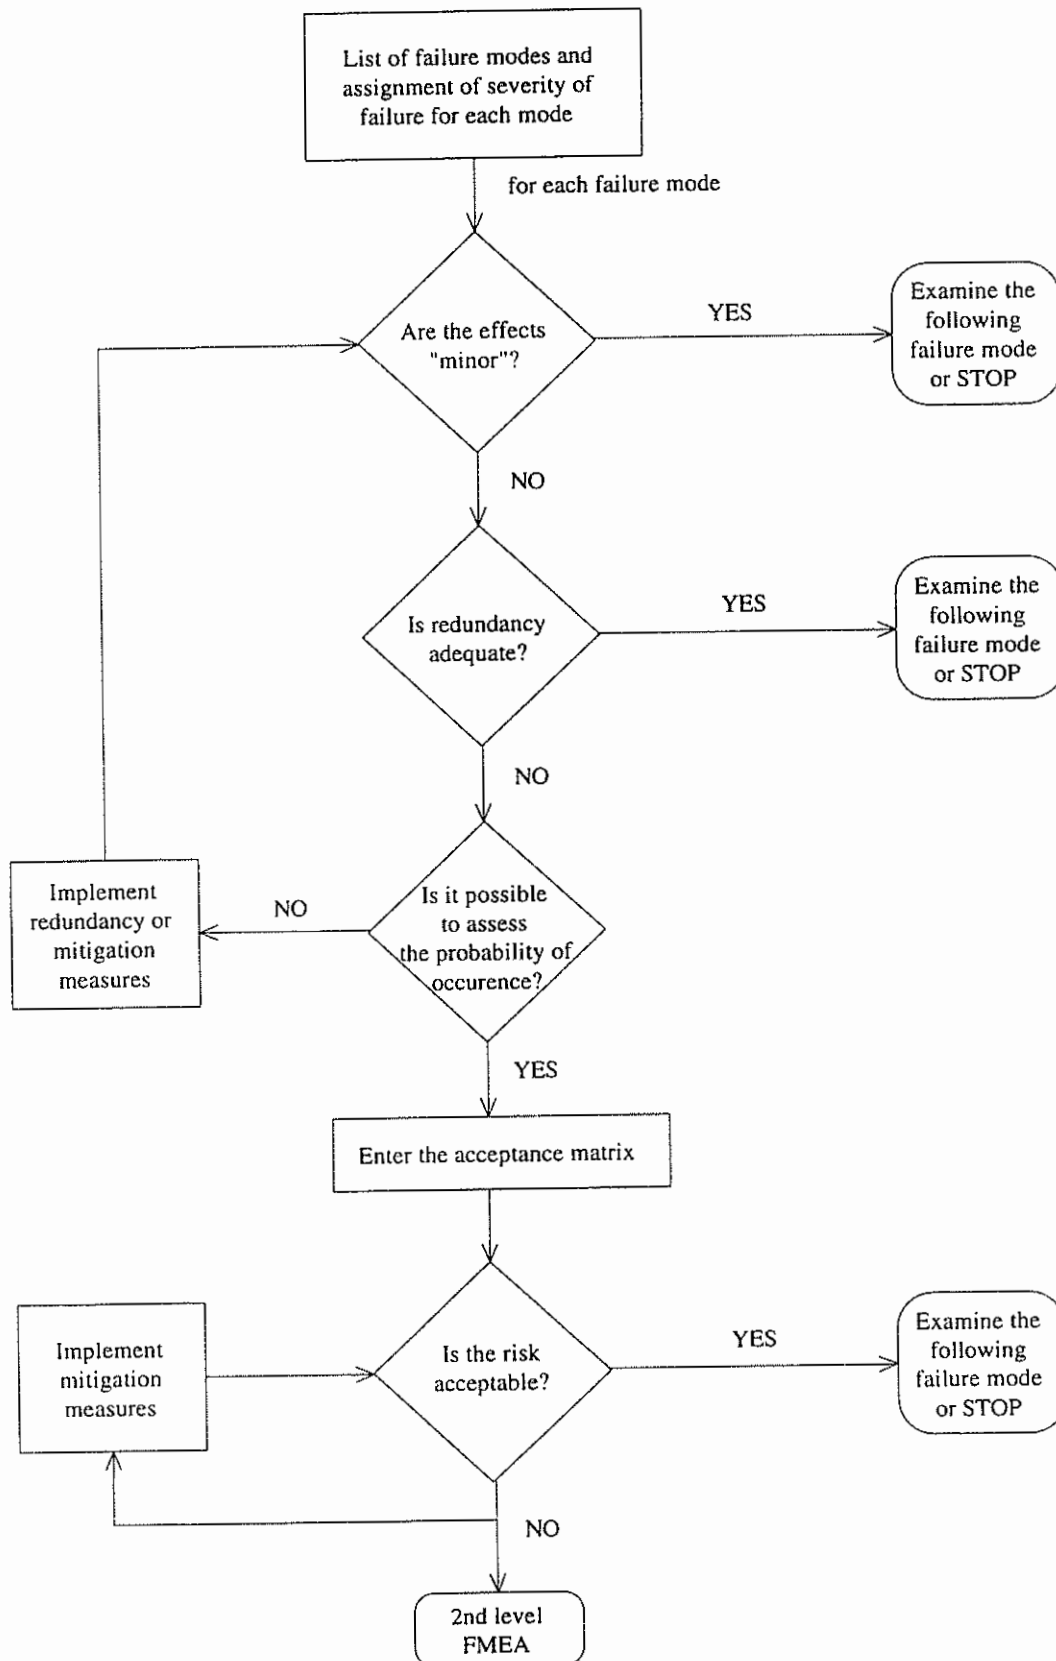 List of failure modes and
assignment of severity of
failure for each mode
for each failure mode
Are the effects
"minor"?
YES
Examine the
following
failure mode
or STOP
NO
Is redundancy
adequate?
YES
Examine the
following
failure mode
or STOP
NO
Is it possible
to assess
the probability of
occurence?
NO
Implement
redundancy or
mitigation
measures
YES
Enter the acceptance matrix
Is the risk
acceptable?
YES
Examine the
following
failure mode
or STOP
Implement
mitigation
measures
NO
2nd level
FMEA